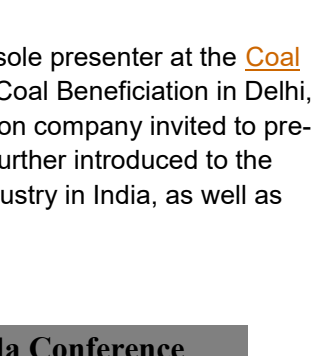 sole presenter at the Coal
Coal Beneficiation in Delhi,
on company invited to pre-
urther introduced to the
ustry in India, as well as
Conference